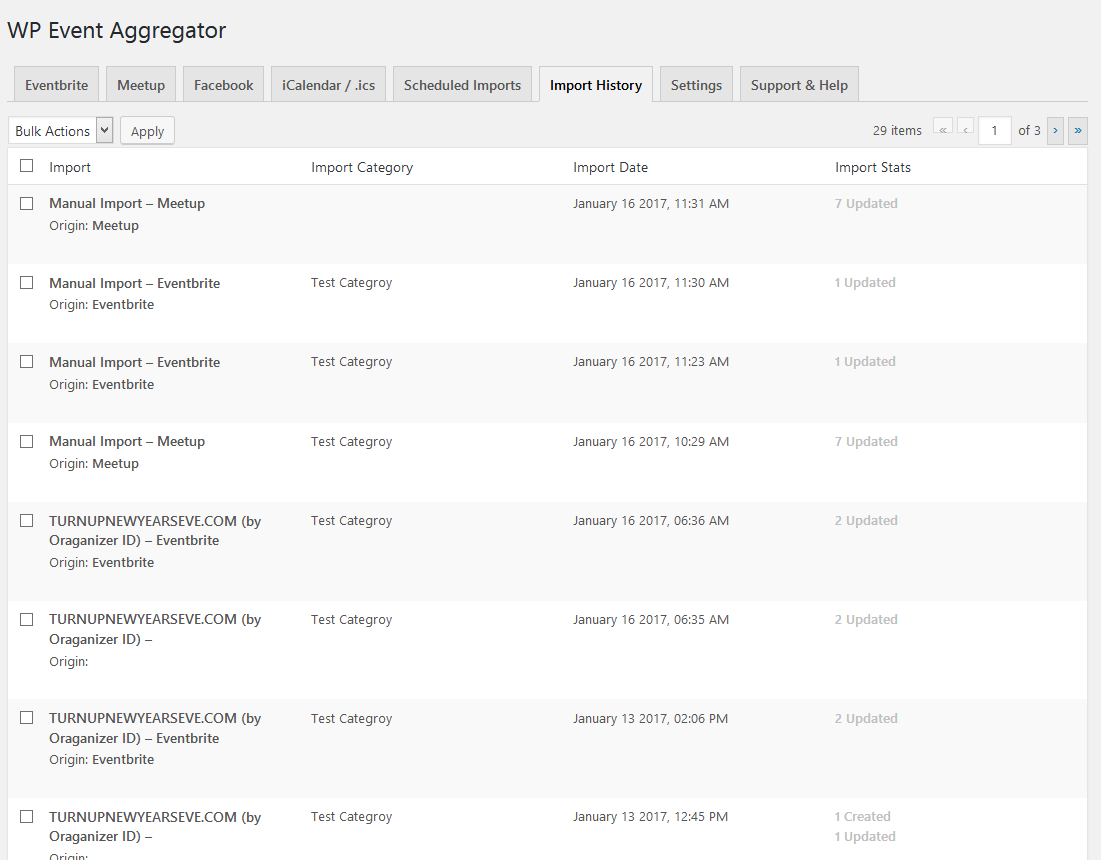 WP Event Aggregator
Eventbrite Meetup Facebook iCalendar / .ics Scheduled Imports Import History Settings Support & Help
Bulk Actions Apply 29 items « ‹ 1 of 3 › »
Import Import Category Import Date Import Stats
Manual Import – Meetup January 16 2017, 11:31 AM 7 Updated
Origin: Meetup
Manual Import – Eventbrite Test Categroy January 16 2017, 11:30 AM 1 Updated
Origin: Eventbrite
Manual Import – Eventbrite Test Categroy January 16 2017, 11:23 AM 1 Updated
Origin: Eventbrite
Manual Import – Meetup Test Categroy January 16 2017, 10:29 AM 7 Updated
Origin: Meetup
TURNUPNEWYEARSEVE.COM (by Test Categroy January 16 2017, 06:36 AM 2 Updated
Oraganizer ID) – Eventbrite
Origin: Eventbrite
TURNUPNEWYEARSEVE.COM (by Test Categroy January 16 2017, 06:35 AM 2 Updated
Oraganizer ID) –
Origin:
TURNUPNEWYEARSEVE.COM (by Test Categroy January 13 2017, 02:06 PM 2 Updated
Oraganizer ID) – Eventbrite
Origin: Eventbrite
TURNUPNEWYEARSEVE.COM (by Test Categroy January 13 2017, 12:45 PM 1 Created
Oraganizer ID) – 1 Updated
Origin: